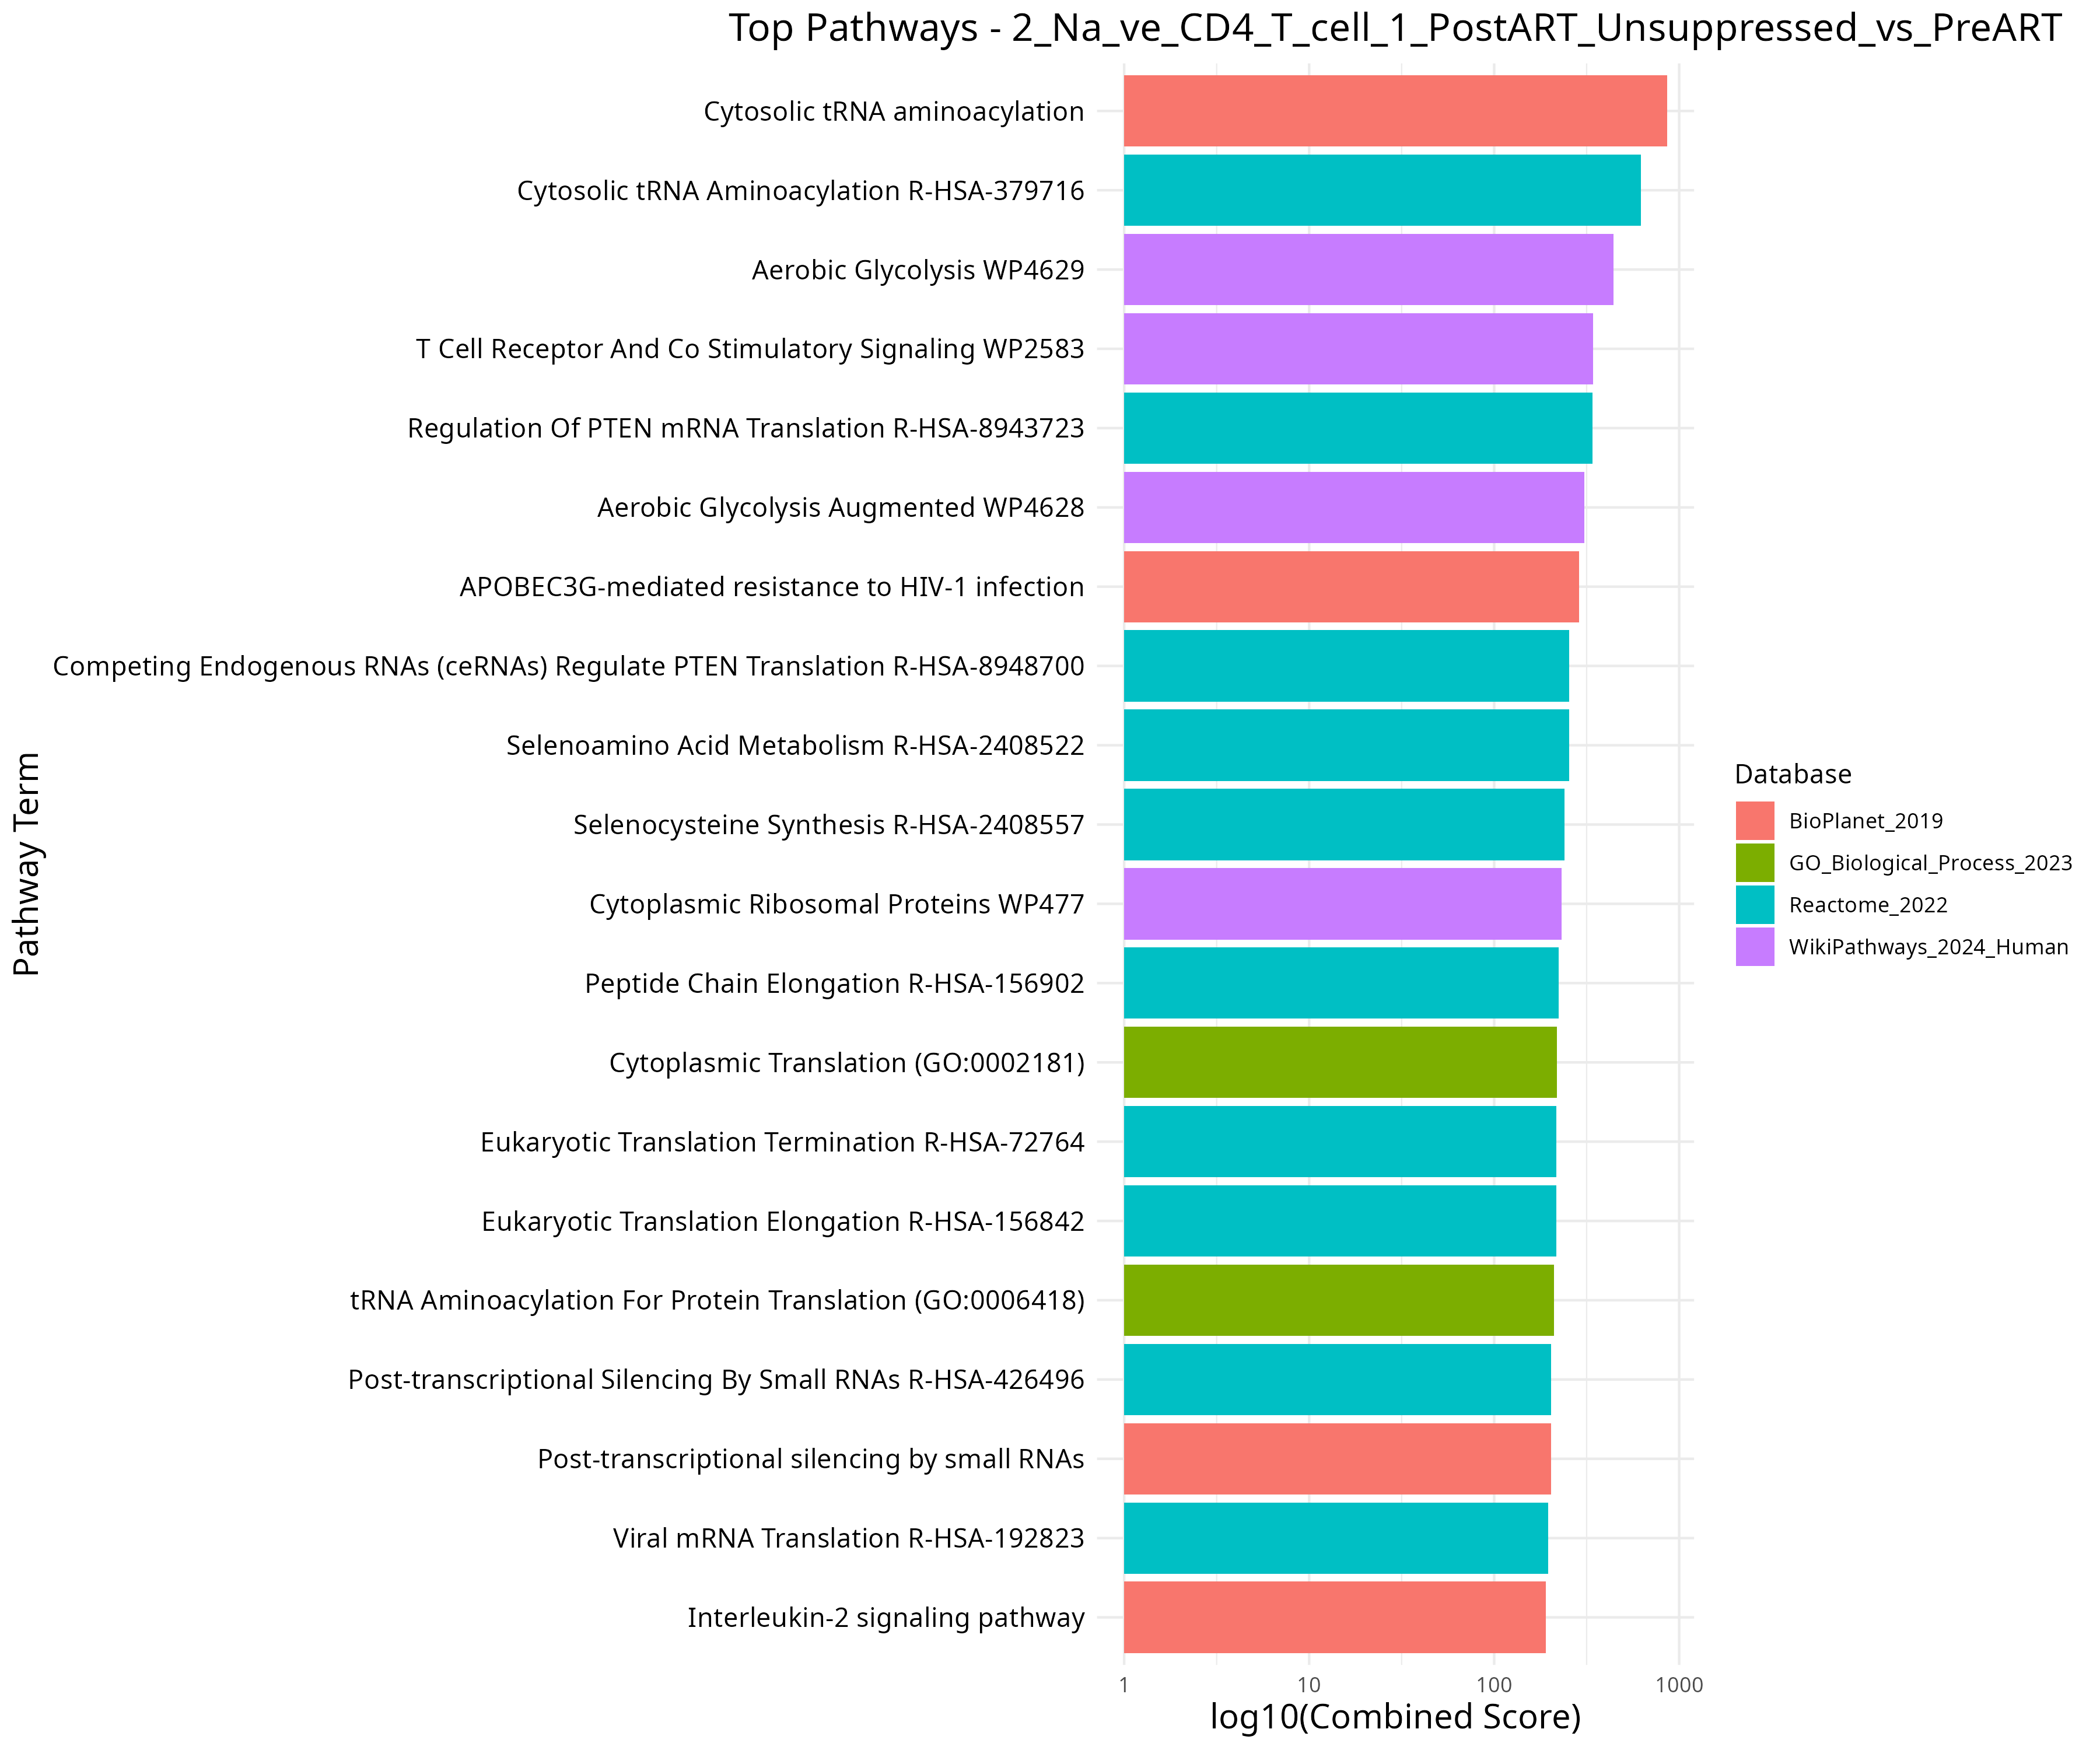 Top Pathways - 2_Na_ve_CD4_T_cell_1_PostART_Unsuppressed_vs_PreART
Pathway Term
Cytosolic tRNA aminoacylation
Cytosolic tRNA Aminoacylation R-HSA-379716
Aerobic Glycolysis WP4629
T Cell Receptor And Co Stimulatory Signaling WP2583
Regulation Of PTEN mRNA Translation R-HSA-8943723
Aerobic Glycolysis Augmented WP4628
APOBEC3G-mediated resistance to HIV-1 infection
Competing Endogenous RNAs (ceRNAs) Regulate PTEN Translation R-HSA-8948700
Selenoamino Acid Metabolism R-HSA-2408522
Selenocysteine Synthesis R-HSA-2408557
Cytoplasmic Ribosomal Proteins WP477
Peptide Chain Elongation R-HSA-156902
Cytoplasmic Translation (GO:0002181)
Eukaryotic Translation Termination R-HSA-72764
Eukaryotic Translation Elongation R-HSA-156842
tRNA Aminoacylation For Protein Translation (GO:0006418)
Post-transcriptional Silencing By Small RNAs R-HSA-426496
Post-transcriptional silencing by small RNAs
Viral mRNA Translation R-HSA-192823
Interleukin-2 signaling pathway
1 10 100 1000
log10(Combined Score)
Database
BioPlanet_2019
GO_Biological_Process_2023
Reactome_2022
WikiPathways_2024_Human